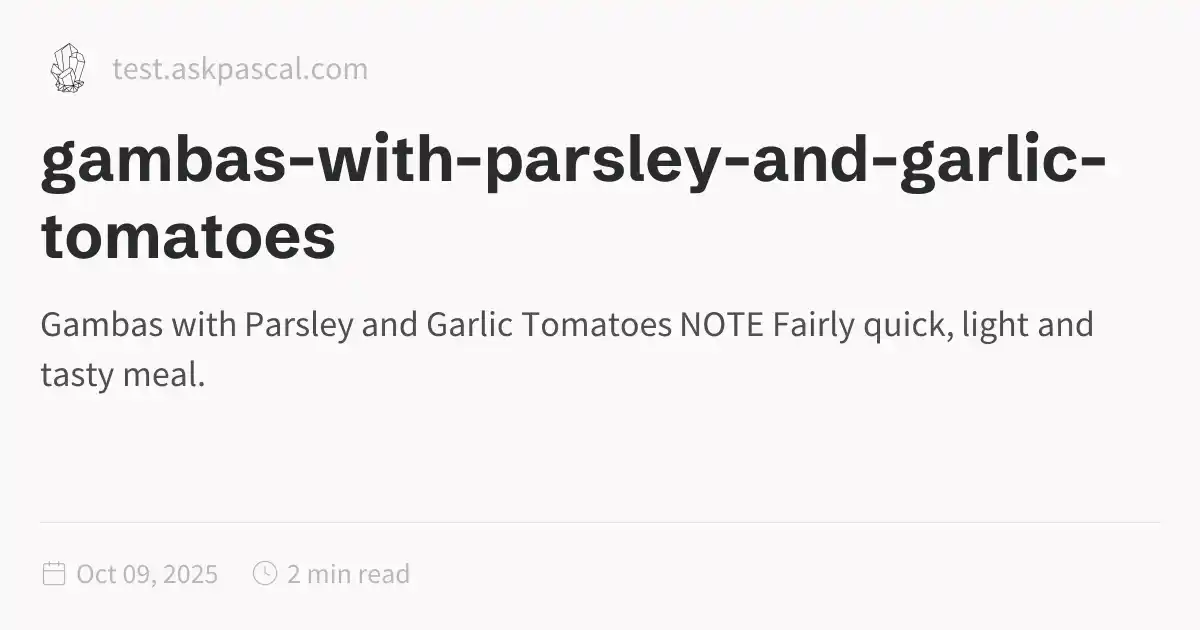 test.askpascal.com
gambas-with-parsley-and-garlic-
tomatoes
Gambas with Parsley and Garlic Tomatoes NOTE Fairly quick, light and
tasty meal.
Oct 09, 2025 2 min read